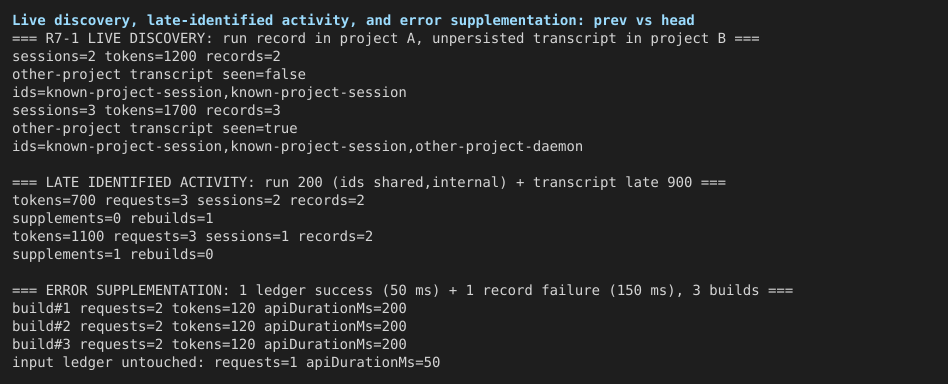 Live discovery, late-identified activity, and error supplementation: prev vs head
=== R7-1 LIVE DISCOVERY: run record in project A, unpersisted transcript in project B ===
sessions=2 tokens=1200 records=2
other-project transcript seen=false
ids=known-project-session,known-project-session
sessions=3 tokens=1700 records=3
other-project transcript seen=true
ids=known-project-session,known-project-session,other-project-daemon
=== LATE IDENTIFIED ACTIVITY: run 200 (ids shared,internal) + transcript late 900 ===
tokens=700 requests=3 sessions=2 records=2
supplements=0 rebuilds=1
tokens=1100 requests=3 sessions=1 records=2
supplements=1 rebuilds=0
=== ERROR SUPPLEMENTATION: 1 ledger success (50 ms) + 1 record failure (150 ms), 3 builds ===
build#1 requests=2 tokens=120 apiDurationMs=200
build#2 requests=2 tokens=120 apiDurationMs=200
build#3 requests=2 tokens=120 apiDurationMs=200
input ledger untouched: requests=1 apiDurationMs=50